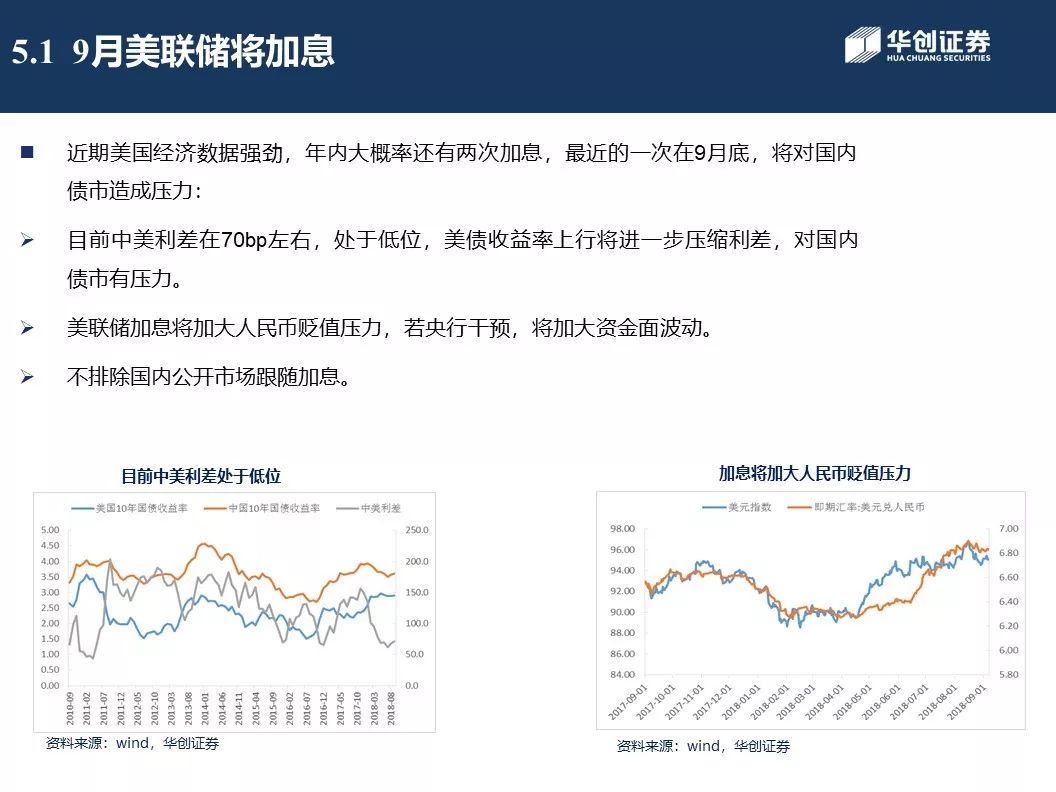 5.1 9月美联储将加息
华创证券
HUA CHUANG SECURITIES
近期美国经济数据强劲，年内大概率还有两次加息，最近的一次在9月底，将对国内
债市造成压力：
目前中美利差在70bp左右，处于低位，美债收益率上行将进一步压缩利差，对国内
债市有压力。
美联储加息将加大人民币贬值压力，若央行干预，将加大资金面波动。
不排除国内公开市场跟随加息。
目前中美利差处于低位
美国10年国债收益率 中国10年国债收益率 中美利差
5.00 250.0
4.50
4.00 200.0
3.50
3.00 150.0
2.50
2.00 100.0
1.50
1.00 50.0
0.50
0.00 0.0
2010-09 2011-02 2011-07 2011-12 2012-05 2012-10 2013-03 2013-08 2014-01 2014-06 2014-11 2015-04 2015-09 2016-02 2016-07 2016-12 2017-05 2017-10 2018-03 2018-08
资料来源：wind，华创证券
加息将加大人民币贬值压力
美元指数 即期汇率:美元兑人民币
98.00 7.00
96.00 6.80
94.00 6.60
92.00
90.00 6.40
88.00 6.20
86.00 6.00
84.00 5.80
2017-09-01 2017-10-01 2017-11-01 2017-12-01 2018-01-01 2018-02-01 2018-03-01 2018-04-01 2018-05-01 2018-06-01 2018-07-01 2018-08-01 2018-09-01
资料来源：wind，华创证券